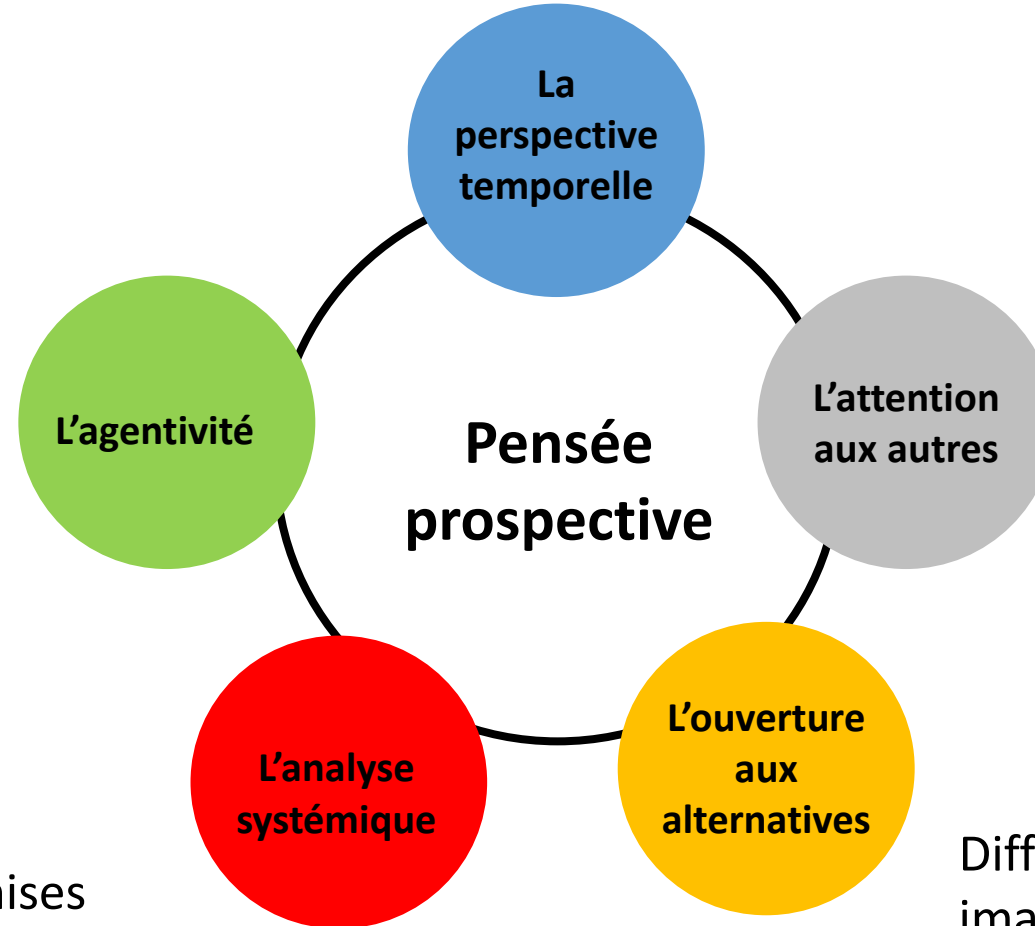 La
perspective
temporelle
L’attention
aux autres
L’agentivité
Pensée
prospective
L’ouverture
aux
alternatives
L’analyse
systémique